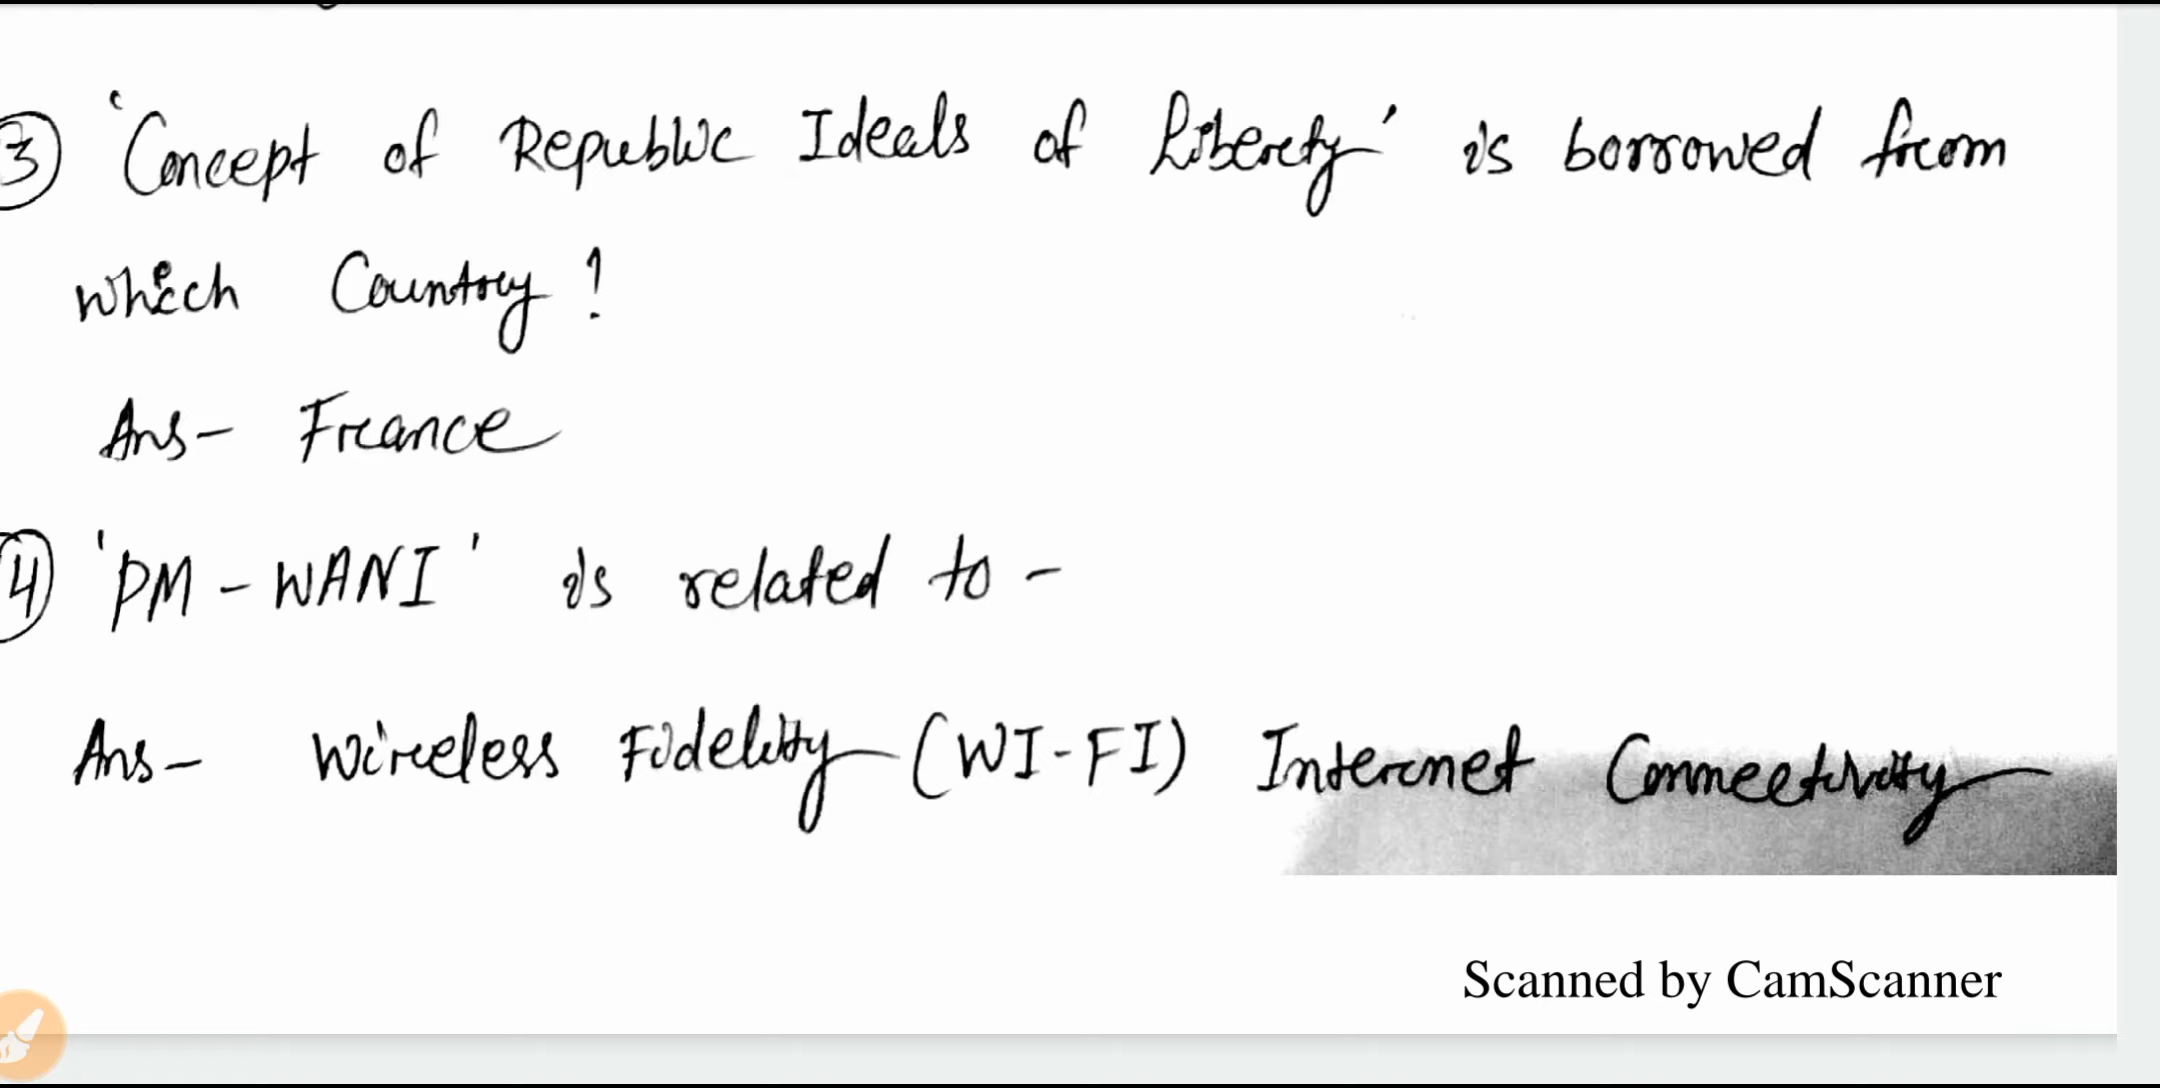 ③ 'Concept of Republic Ideals of Liberty' is borrowed from
which Country?
Ans- France
④ 'PM-WANI' is related to -
Ans- Wireless Fidelity (WI-FI) Internet Connectivity
Scanned by CamScanner